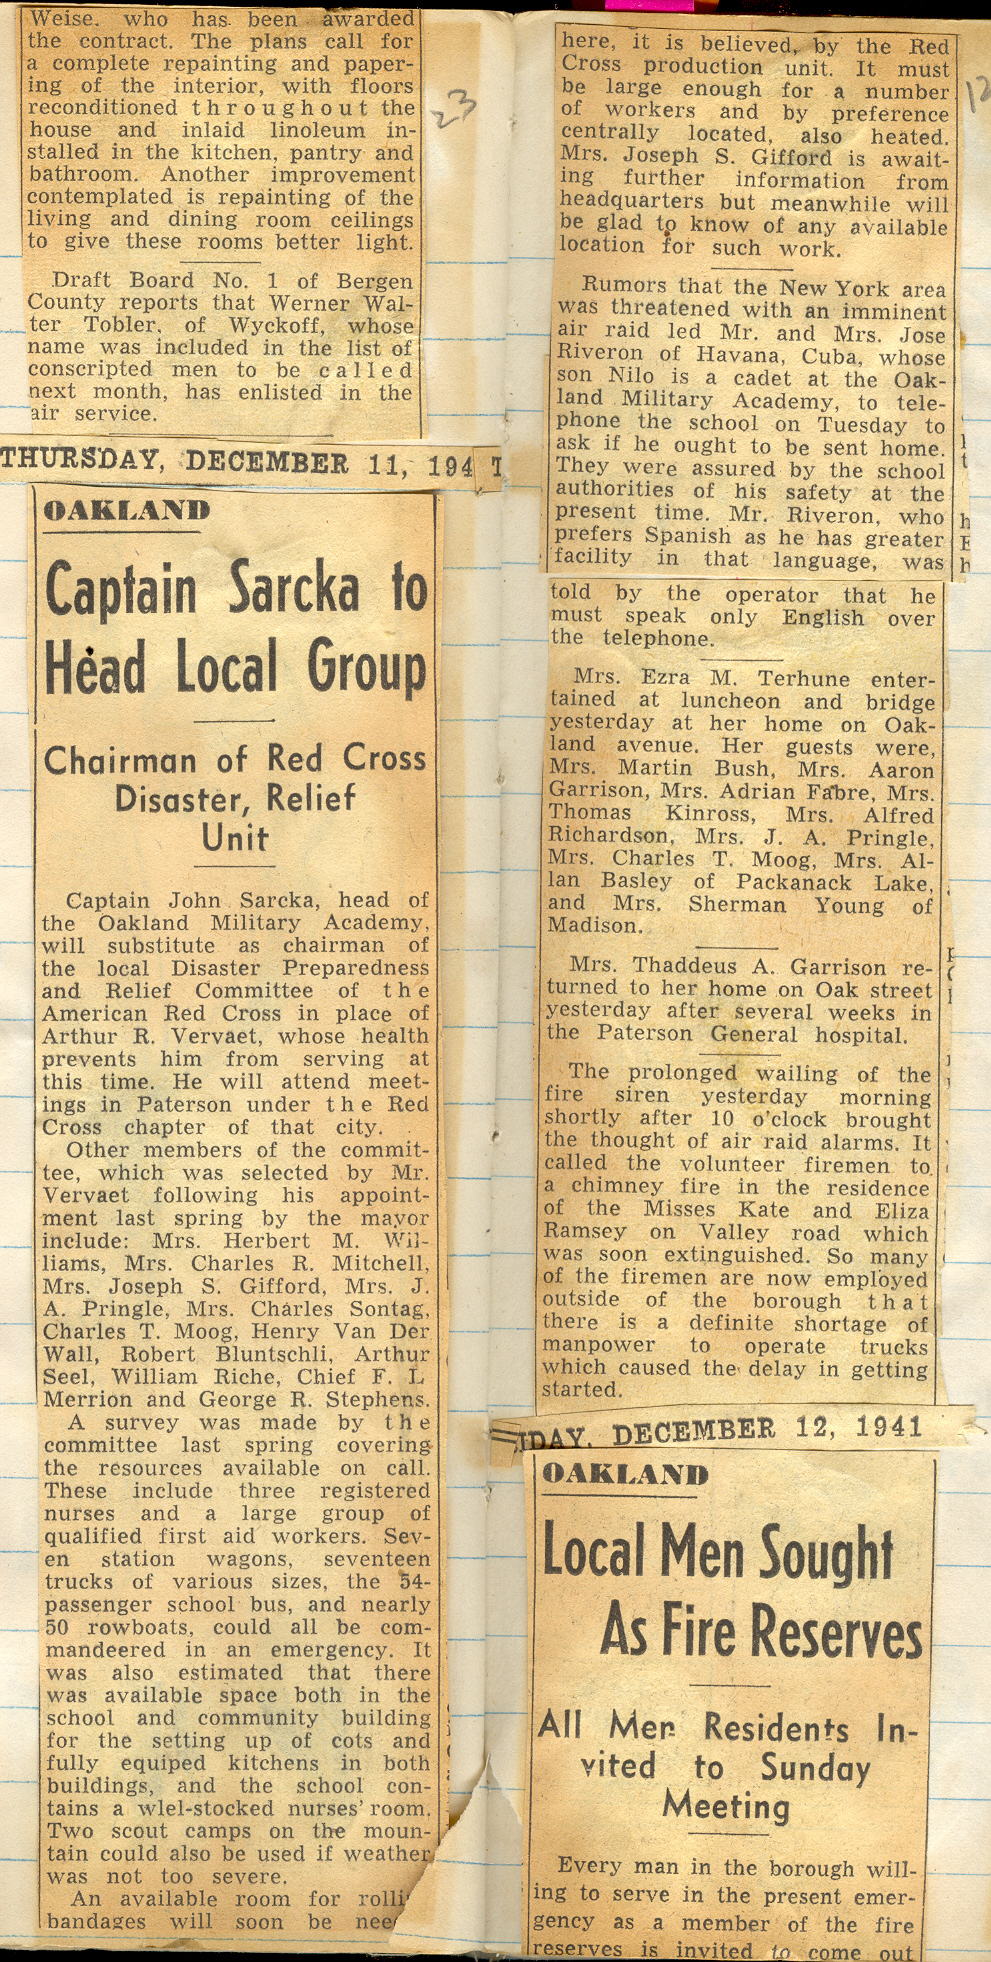 Weise. who has been awarded
the contract. The plans call for
a complete repainting and paper-
ing of the interior, with floors
reconditioned throughout the
house and inlaid linoleum in-
stalled in the kitchen, pantry and
bathroom. Another improvement
contemplated is repainting of the
living and dining room ceilings
to give these rooms better light.
Draft Board No. 1 of Bergen
County reports that Werner Wal-
ter Tobler, of Wyckoff, whose
name was included in the list of
conscripted men to be called
next month, has enlisted in the
air service.
23
THURSDAY, DECEMBER 11, 194
OAKLAND
Captain Sarcka to
Head Local Group
Chairman of Red Cross
Disaster, Relief
Unit
Captain John Sarcka, head of
the Oakland Military Academy,
will substitute as chairman of
the local Disaster Preparedness
and Relief Committee of the
American Red Cross in place of
Arthur R. Vervaet, whose health
prevents him from serving at
this time. He will attend meet-
ings in Paterson under the Red
Cross chapter of that city.
Other members of the commit-
tee, which was selected by Mr.
Vervaet following his appoint-
ment last spring by the mayor
include: Mrs. Herbert M. Wil-
liams, Mrs. Charles R. Mitchell,
Mrs. Joseph S. Gifford, Mrs. J.
A. Pringle, Mrs. Charles Sontag,
Charles T. Moog, Henry Van Der
Wall, Robert Bluntschli, Arthur
Seel, William Riche, Chief F. L
Merrion and George R. Stephens.
A survey was made by the
committee last spring covering
the resources available on call.
These include three registered
nurses and a large group of
qualified first aid workers. Sev-
en station wagons, seventeen
trucks of various sizes, the 54-
passenger school bus, and nearly
50 rowboats, could all be com-
mandeered in an emergency. It
was also estimated that there
was available space both in the
school and community building
for the setting up of cots and
fully equiped kitchens in both
buildings, and the school con-
tains a wlel-stocked nurses' room.
Two scout camps on the moun-
tain could also be used if weather
was not too severe.
An available room for rolli
bandages will soon be nee
here, it is believed, by the Red
Cross production unit. It must
be large enough for a number
of workers and by preference
centrally located, also heated.
Mrs. Joseph S. Gifford is await-
ing further information from
headquarters but meanwhile will
be glad to know of any available
location for such work.
Rumors that the New York area
was threatened with an imminent
air raid led Mr. and Mrs. Jose
Riveron of Havana, Cuba, whose
son Nilo is a cadet at the Oak-
land Military Academy, to tele-
phone the school on Tuesday to
ask if he ought to be sent home.
They were assured by the school
authorities of his safety at the
present time. Mr. Riveron, who
prefers Spanish as he has greater
facility in that language, was
told by the operator that he
must speak only English over
the telephone.
Mrs. Ezra M. Terhune enter-
tained at luncheon and bridge
yesterday at her home on Oak-
land avenue. Her guests were,
Mrs. Martin Bush, Mrs. Aaron
Garrison, Mrs. Adrian Fabre, Mrs.
Thomas Kinross, Mrs. Alfred
Richardson, Mrs. J. A. Pringle,
Mrs. Charles T. Moog, Mrs. Al-
lan Basley of Packanack Lake,
and Mrs. Sherman Young of
Madison.
Mrs. Thaddeus A. Garrison re-
turned to her home on Oak street
yesterday after several weeks in
the Paterson General hospital.
The prolonged wailing of the
fire siren yesterday morning
shortly after 10 o'clock brought
the thought of air raid alarms. It
called the volunteer firemen to
a chimney fire in the residence
of the Misses Kate and Eliza
Ramsey on Valley road which
was soon extinguished. So many
of the firemen are now employed
outside of the borough that
there is a definite shortage of
manpower to operate trucks
which caused the delay in getting
started.
IDAY, DECEMBER 12, 1941
OAKLAND
Local Men Sought
As Fire Reserves
All Men Residents In-
vited to Sunday
Meeting
Every man in the borough will-
ing to serve in the present emer-
gency as a member of the fire
reserves is invited to come out